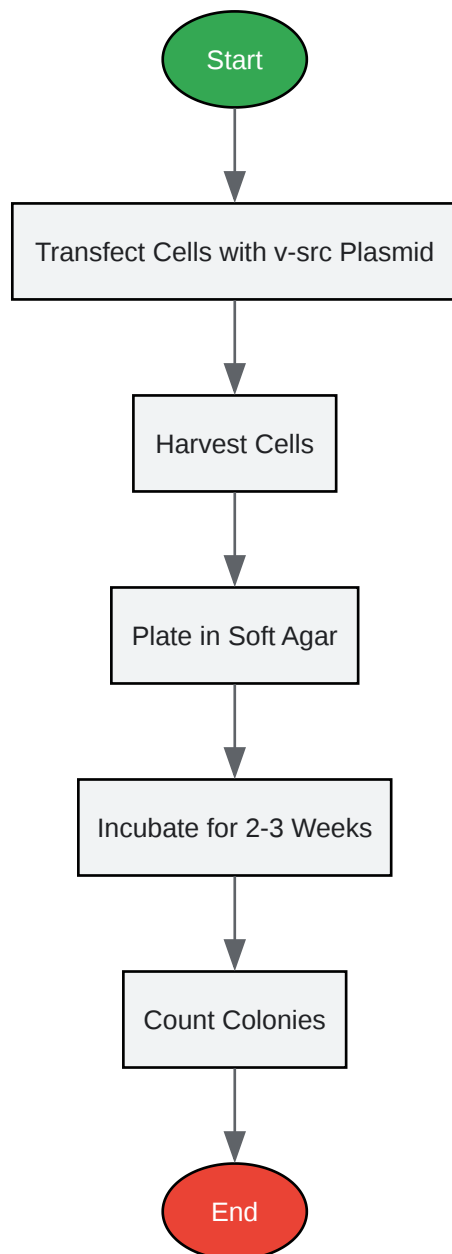 Start
Transfect Cells with v-src Plasmid
Harvest Cells
Plate in Soft Agar
Incubate for 2-3 Weeks
Count Colonies
End